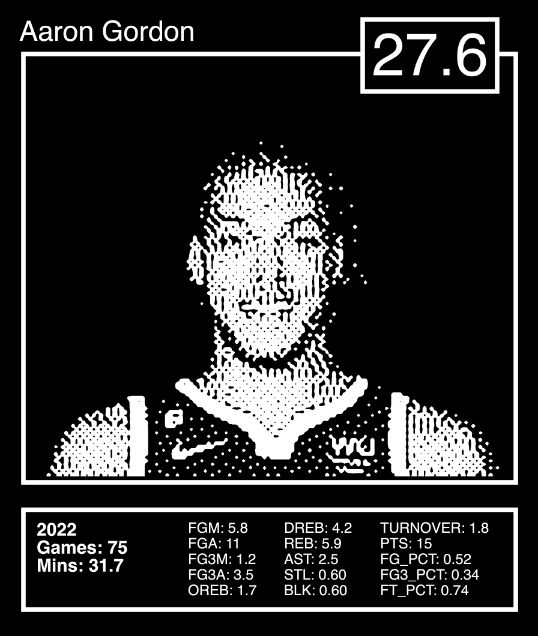 Aaron Gordon
27.6
2022
Games: 75
Mins: 31.7
FGM: 5.8
FGA: 11
FG3M: 1.2
FG3A: 3.5
OREB: 1.7
DREB: 4.2
REB: 5.9
AST: 2.5
STL: 0.60
BLK: 0.60
TURNOVER: 1.8
PTS: 15
FG_PCT: 0.52
FG3_PCT: 0.34
FT_PCT: 0.74